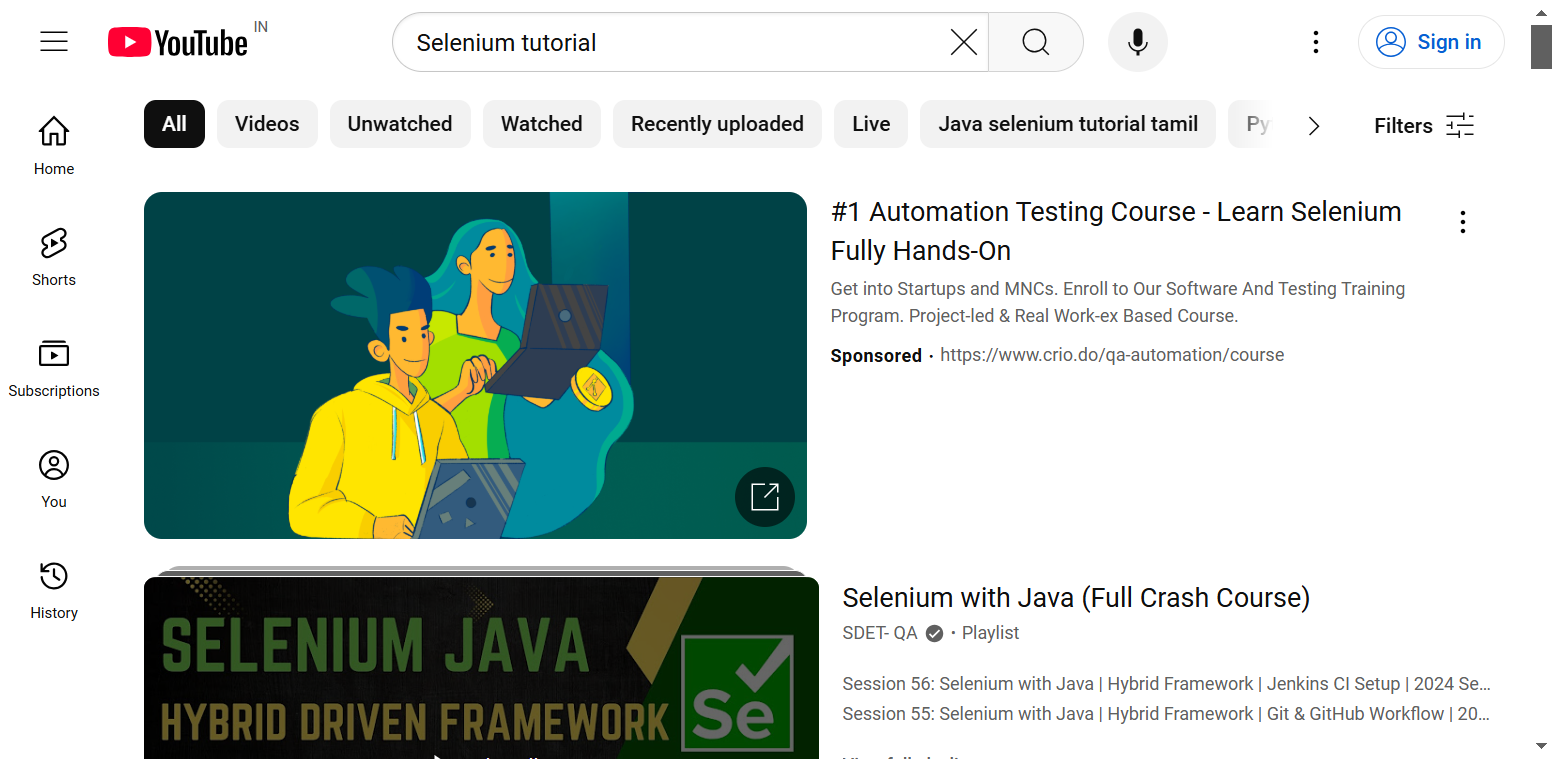 YouTube IN
Selenium tutorial
Sign in
All
Videos
Unwatched
Watched
Recently uploaded
Live
Java selenium tutorial tamil
Filters
Home
Shorts
Subscriptions
You
History
#1 Automation Testing Course - Learn Selenium
Fully Hands-On
Get into Startups and MNCs. Enroll to Our Software And Testing Training
Program. Project-led & Real Work-ex Based Course.
Sponsored · https://www.crio.do/qa-automation/course
SELENIUM JAVA
HYBRID DRIVEN FRAMEWORK
Se
Selenium with Java (Full Crash Course)
SDET- QA · Playlist
Session 56: Selenium with Java | Hybrid Framework | Jenkins CI Setup | 2024 Se...
Session 55: Selenium with Java | Hybrid Framework | Git & GitHub Workflow | 20...